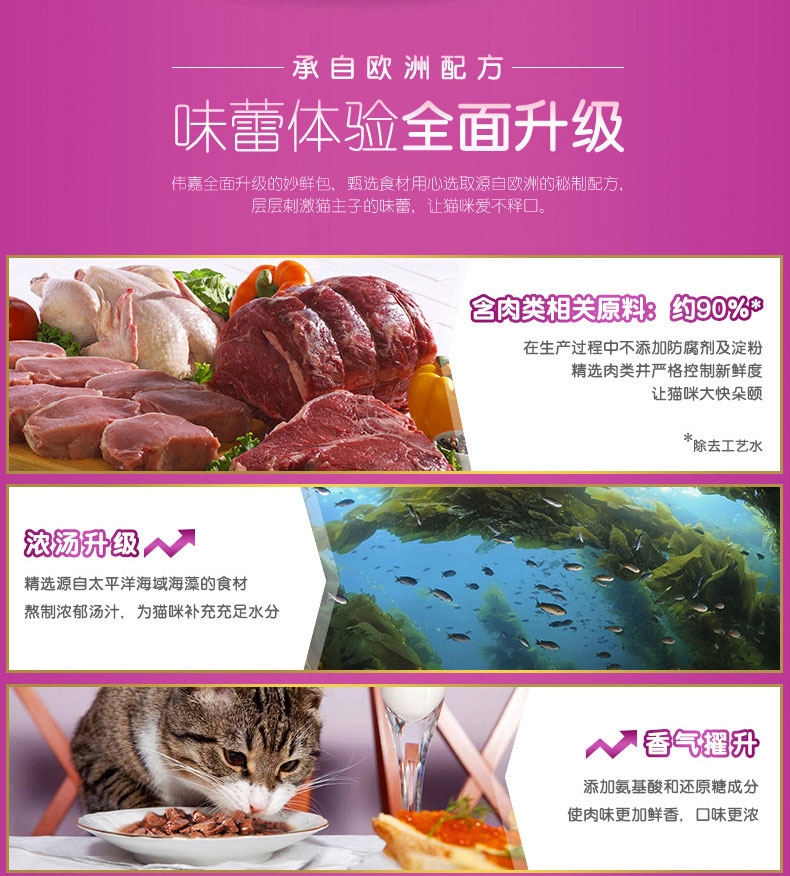 承自欧洲配方
味蕾体验全面升级
伟嘉全面升级的妙鲜包，甄选食材用心选取源自欧洲的秘制配方，
层层刺激猫主子的味蕾，让猫咪爱不释口。
含肉类相关原料：约90%*
在生产过程中不添加防腐剂及淀粉
精选肉类并严格控制新鲜度
让猫咪大快朵颐
*除去工艺水
浓汤升级
精选源自太平洋海域海藻的食材
熬制浓郁汤汁，为猫咪补充充足水分
香气擢升
添加氨基酸和还原糖成分
使肉味更加鲜香，口味更浓